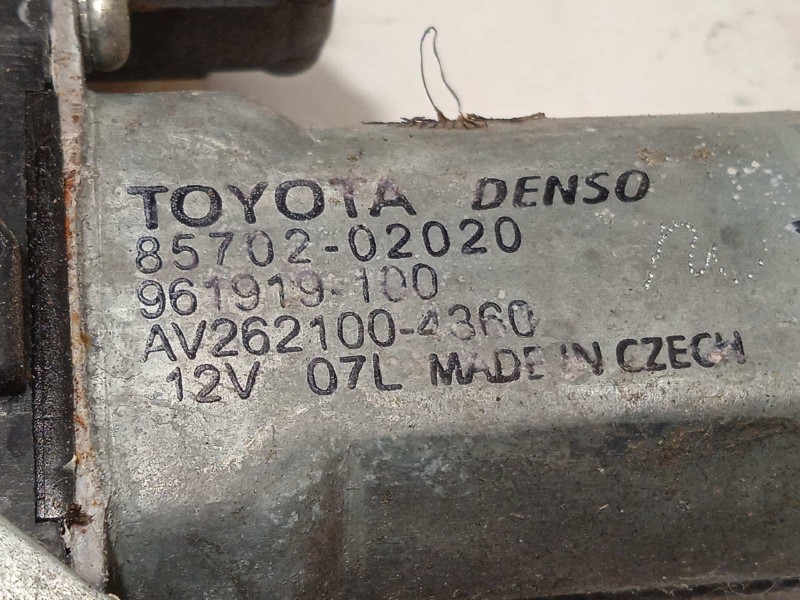 TOYOTA DENSO
85702-02020
961919-100
AV262100-4360
12V 07L MADE IN CZECH